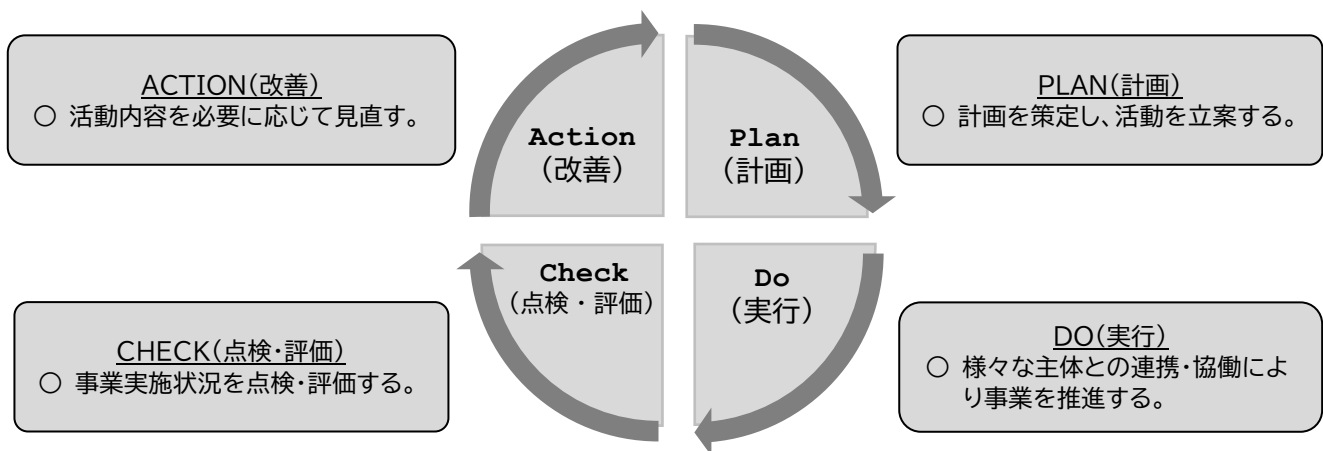 ACTION(改善)
○ 活動内容を必要に応じて見直す。
Action
(改善)
Plan
(計画)
PLAN(計画)
○ 計画を策定し、活動を立案する。
CHECK(点検・評価)
○ 事業実施状況を点検・評価する。
Check
(点検・評価)
Do
(実行)
DO(実行)
○ 様々な主体との連携・協働によ
り事業を推進する。